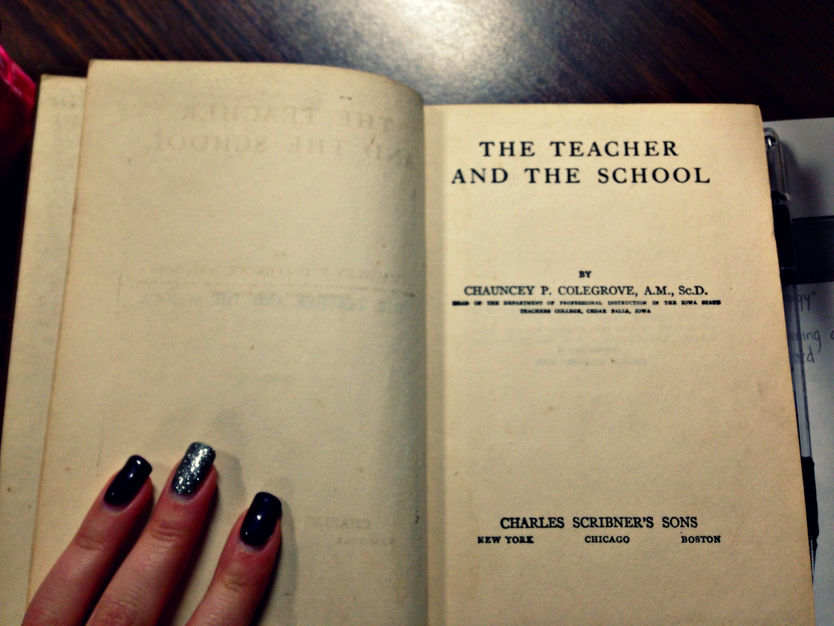 THE TEACHER
AND THE SCHOOL
BY
CHAUNCEY P. COLEGROVE, A.M., Sc.D.
HEAD OF THE DEPARTMENT OF PROFESSIONAL INSTRUCTION IN THE IOWA STATE
TEACHERS COLLEGE, CEDAR FALLS, IOWA
CHARLES SCRIBNER'S SONS
NEW YORK CHICAGO BOSTON